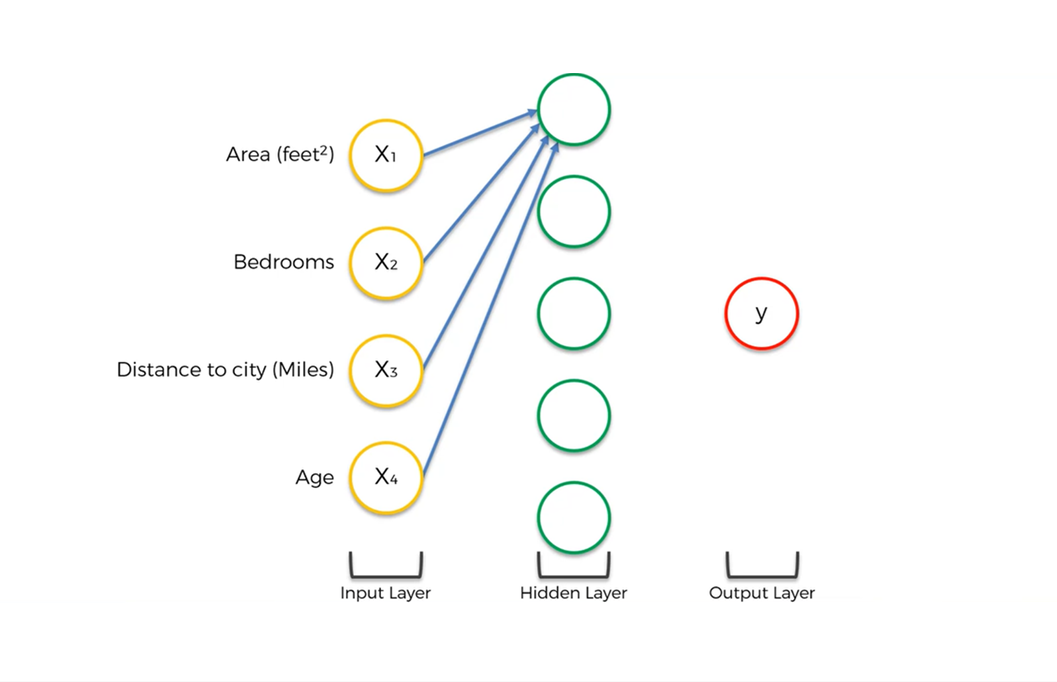 Area (feet²)
X₁
Bedrooms
X₂
Distance to city (Miles)
X₃
Age
X₄
y
Input Layer
Hidden Layer
Output Layer